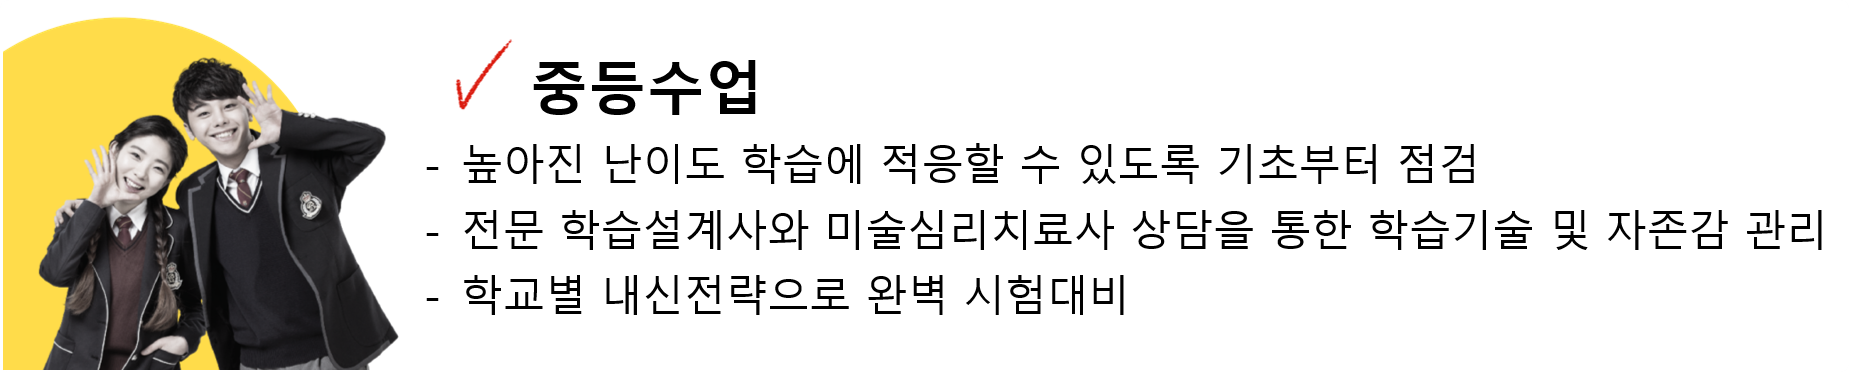 중등수업
- 높아진 난이도 학습에 적응할 수 있도록 기초부터 점검
- 전문 학습설계사와 미술심리치료사 상담을 통한 학습기술 및 자존감 관리
- 학교별 내신전략으로 완벽 시험대비